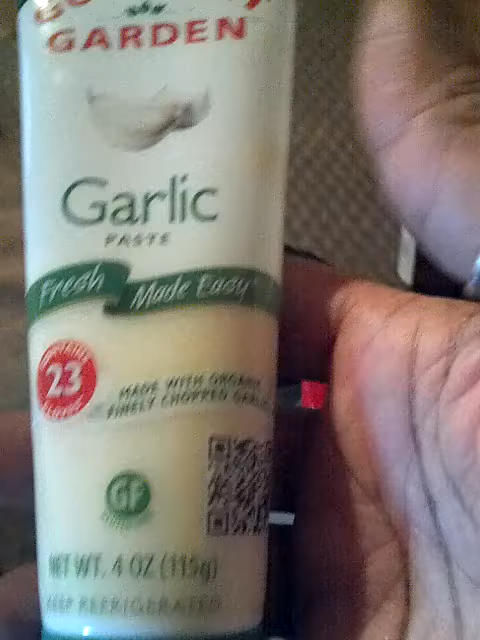 GARDEN
Garlic
PASTE
Fresh Made Easy
23
MADE WITH ORGANIC
FINELY CHOPPED
GF
NET WT. 4 OZ (115g)
KEEP REFRIGERATED